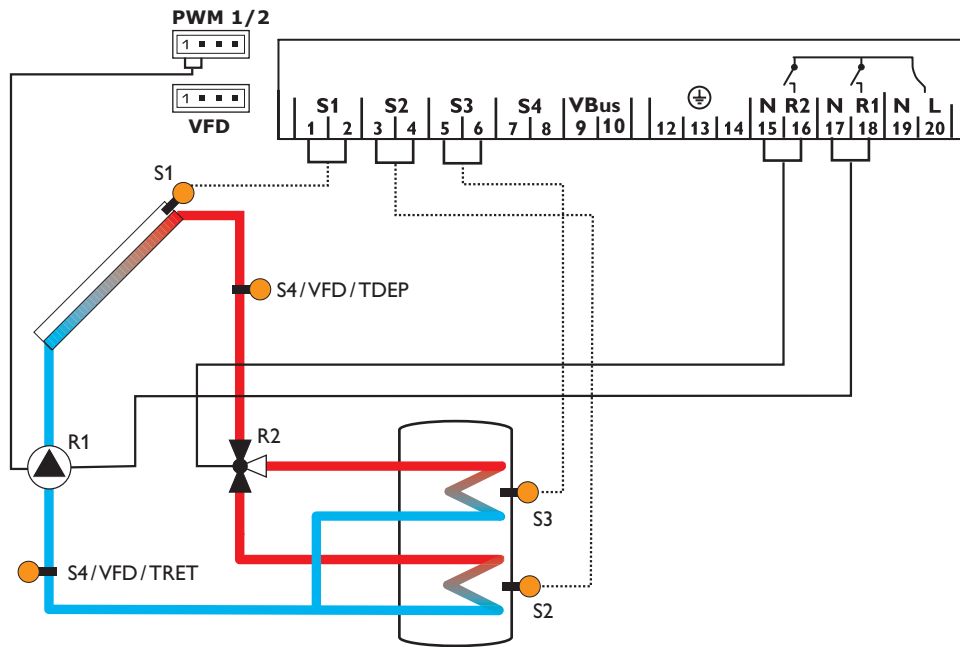 PWM 1/2
1
1
VFD
S1 S2 S3 S4 VBus N R2 N R1 N L
1 2 3 4 5 6 7 8 9 10 12 13 14 15 16 17 18 19 20
S1
S4/VFD/TDEP
R1
R2
S3
S4/VFD/TRET
S2